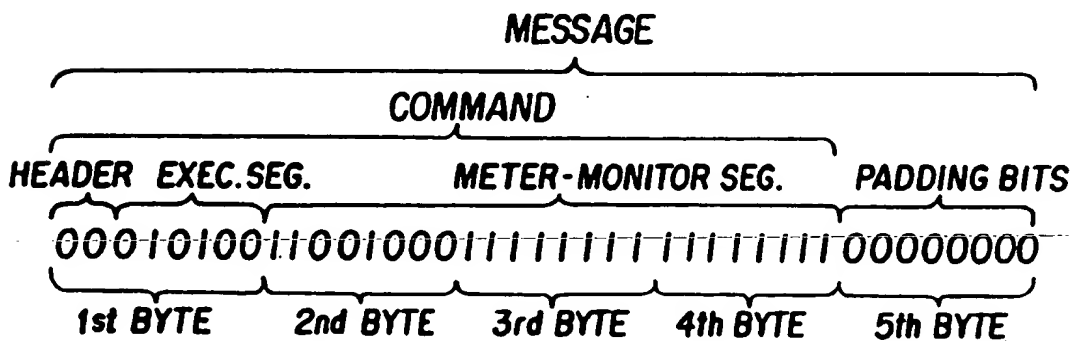 MESSAGE
COMMAND
HEADER EXEC. SEG. METER-MONITOR SEG. PADDING BITS
0001010011001000111111111111111100000000
1st BYTE 2nd BYTE 3rd BYTE 4th BYTE 5th BYTE